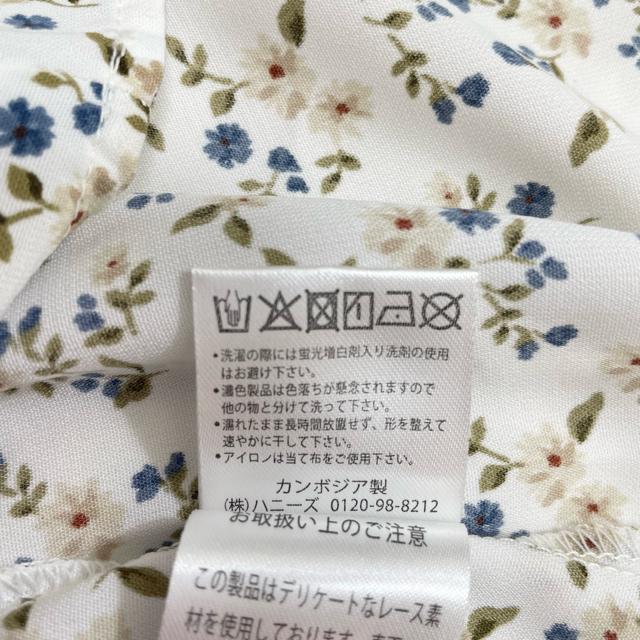 •洗濯の際には蛍光増白剤入り洗剤の使用
はお避け下さい。
•濃色製品は色落ちが懸念されますので
他の物と分けて洗って下さい。
•濡れたまま長時間放置せず、形を整えて
速やかに干して下さい。
•アイロンは当て布をご使用下さい。
カンボジア製
(株)ハニーズ 0120-98-8212
お取扱い上のご注意
この製品はデリケートなレース素
材を使用しております